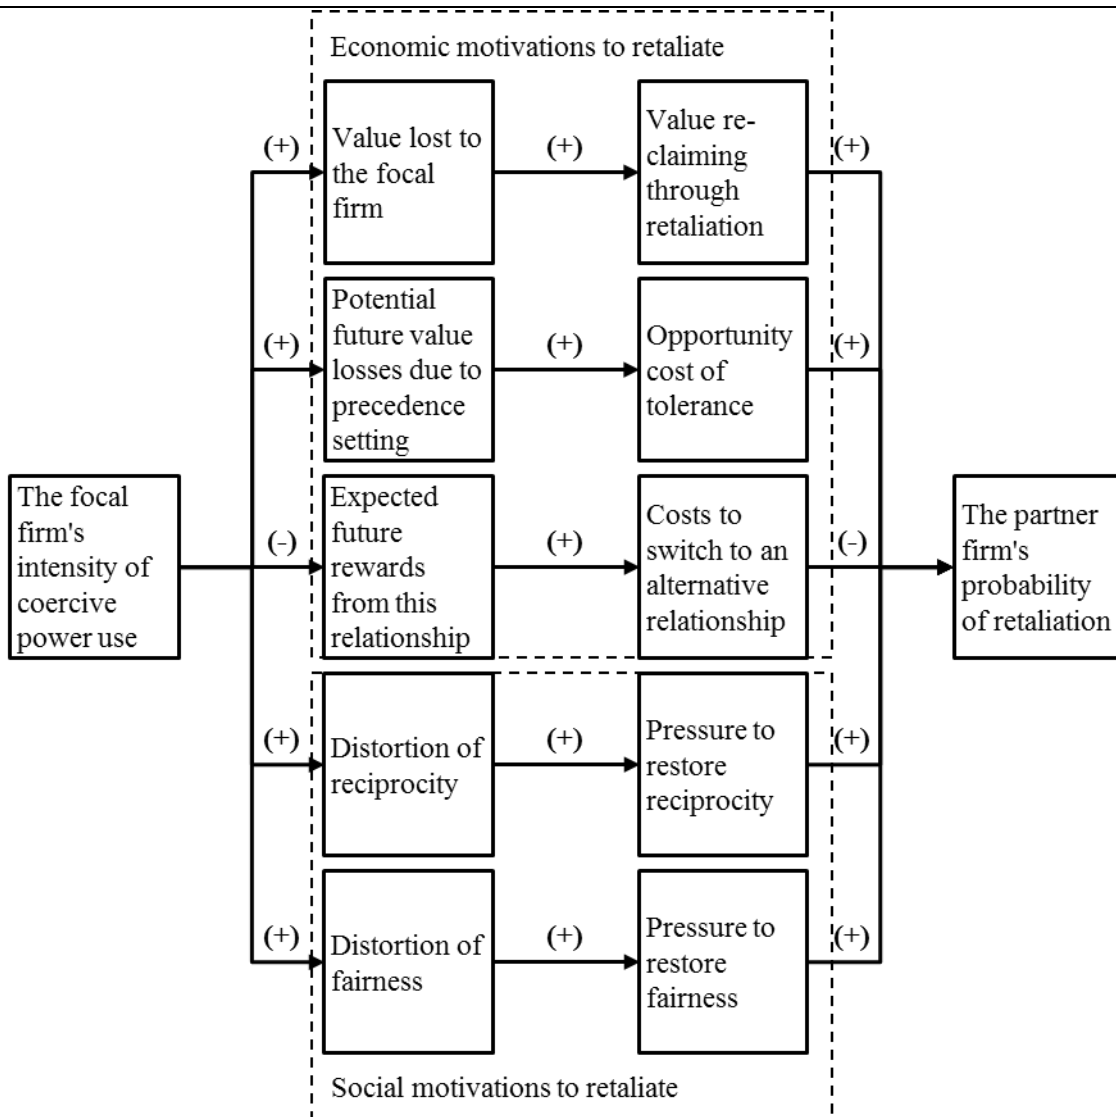 Economic motivations to retaliate
(+)
Value lost to
the focal
firm
(+)
Value re-
claiming
through
retaliation
(+)
(+)
Potential
future value
losses due to
precedence
setting
(+)
Opportunity
cost of
tolerance
(+)
The focal
firm's
intensity of
coercive
power use
(-)
Expected
future
rewards
from this
relationship
(+)
Costs to
switch to an
alternative
relationship
(-)
The partner
firm's
probability
of retaliation
(+)
Distortion of
reciprocity
(+)
Pressure to
restore
reciprocity
(+)
(+)
Distortion of
fairness
(+)
Pressure to
restore
fairness
(+)
Social motivations to retaliate